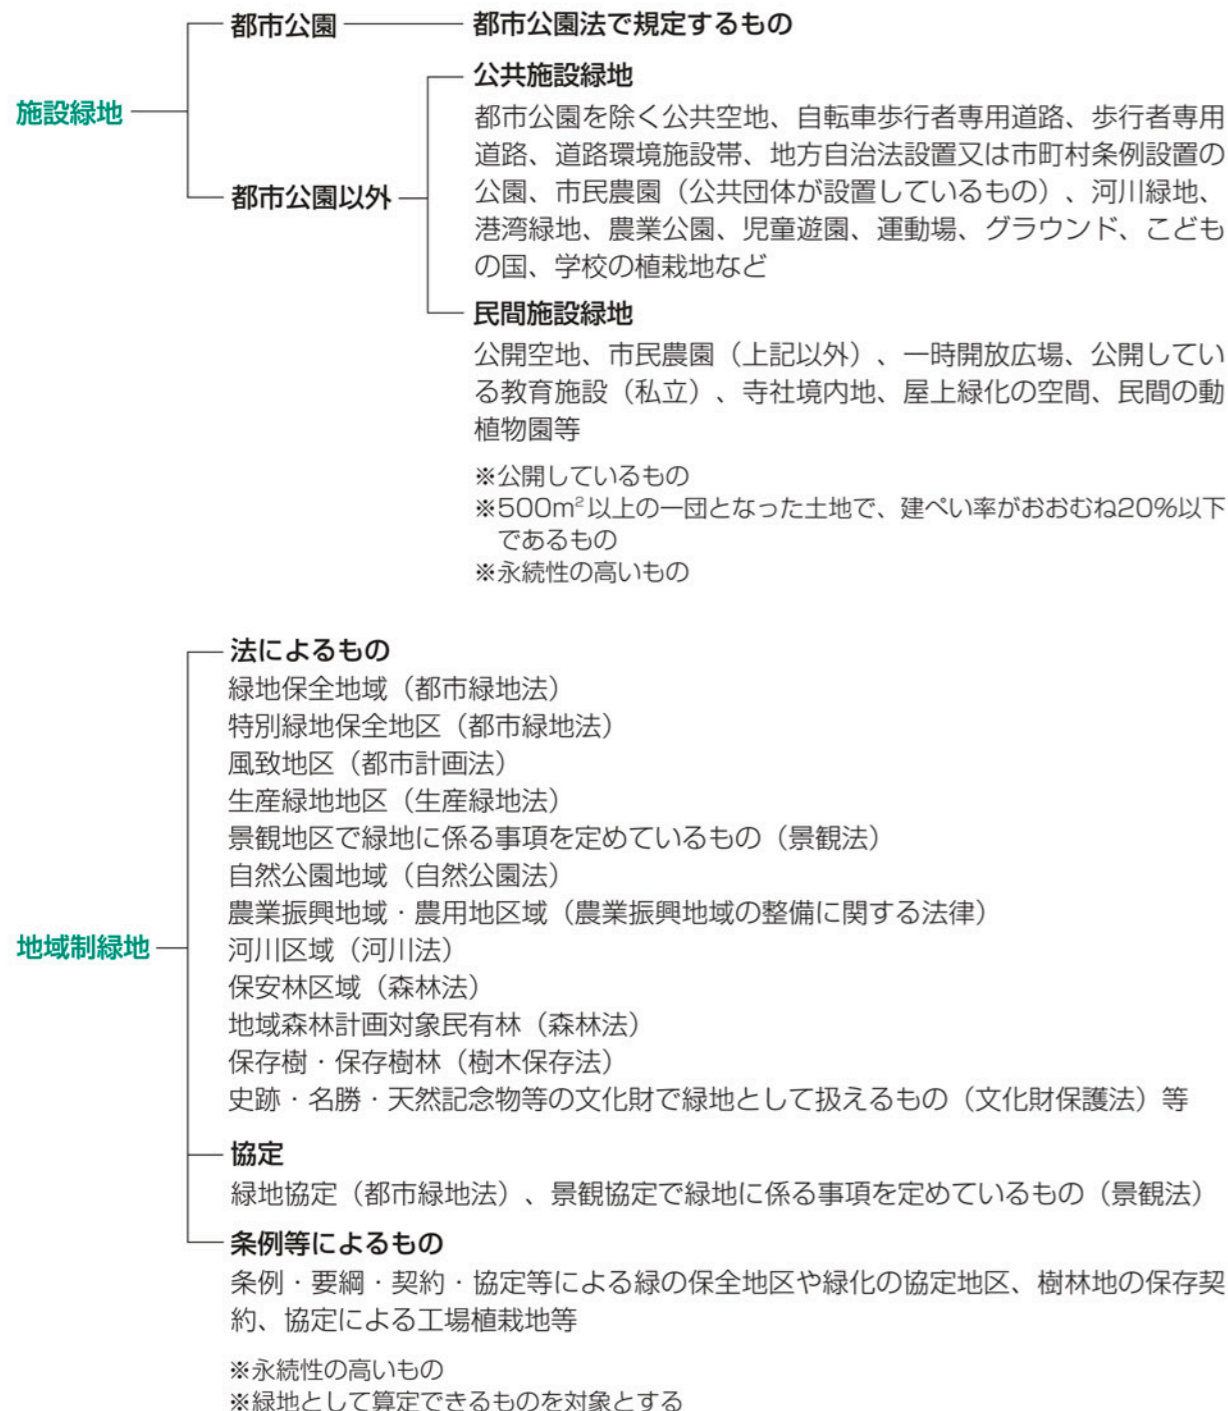 施設緑地
都市公園
都市公園法で規定するもの
都市公園以外
公共施設緑地
都市公園を除く公共空地、自転車歩行者専用道路、歩行者専用
道路、道路環境施設帯、地方自治法設置又は市町村条例設置の
公園、市民農園（公共団体が設置しているもの）、河川緑地、
港湾緑地、農業公園、児童遊園、運動場、グラウンド、こども
の国、学校の植栽地など
民間施設緑地
公開空地、市民農園（上記以外）、一時開放広場、公開してい
る教育施設（私立）、寺社境内地、屋上緑化の空間、民間の動
植物園等
※公開しているもの
※500m²以上の一団となった土地で、建ぺい率がおおむね20%以下
であるもの
※永続性の高いもの
地域制緑地
法によるもの
緑地保全地域（都市緑地法）
特別緑地保全地区（都市緑地法）
風致地区（都市計画法）
生産緑地地区（生産緑地法）
景観地区で緑地に係る事項を定めているもの（景観法）
自然公園地域（自然公園法）
農業振興地域・農用地区域（農業振興地域の整備に関する法律）
河川区域（河川法）
保安林区域（森林法）
地域森林計画対象民有林（森林法）
保存樹・保存樹林（樹木保存法）
史跡・名勝・天然記念物等の文化財で緑地として扱えるもの（文化財保護法）等
協定
緑地協定（都市緑地法）、景観協定で緑地に係る事項を定めているもの（景観法）
条例等によるもの
条例・要綱・契約・協定等による緑の保全地区や緑化の協定地区、樹林地の保存契
約、協定による工場植栽地等
※永続性の高いもの
※緑地として算定できるものを対象とする